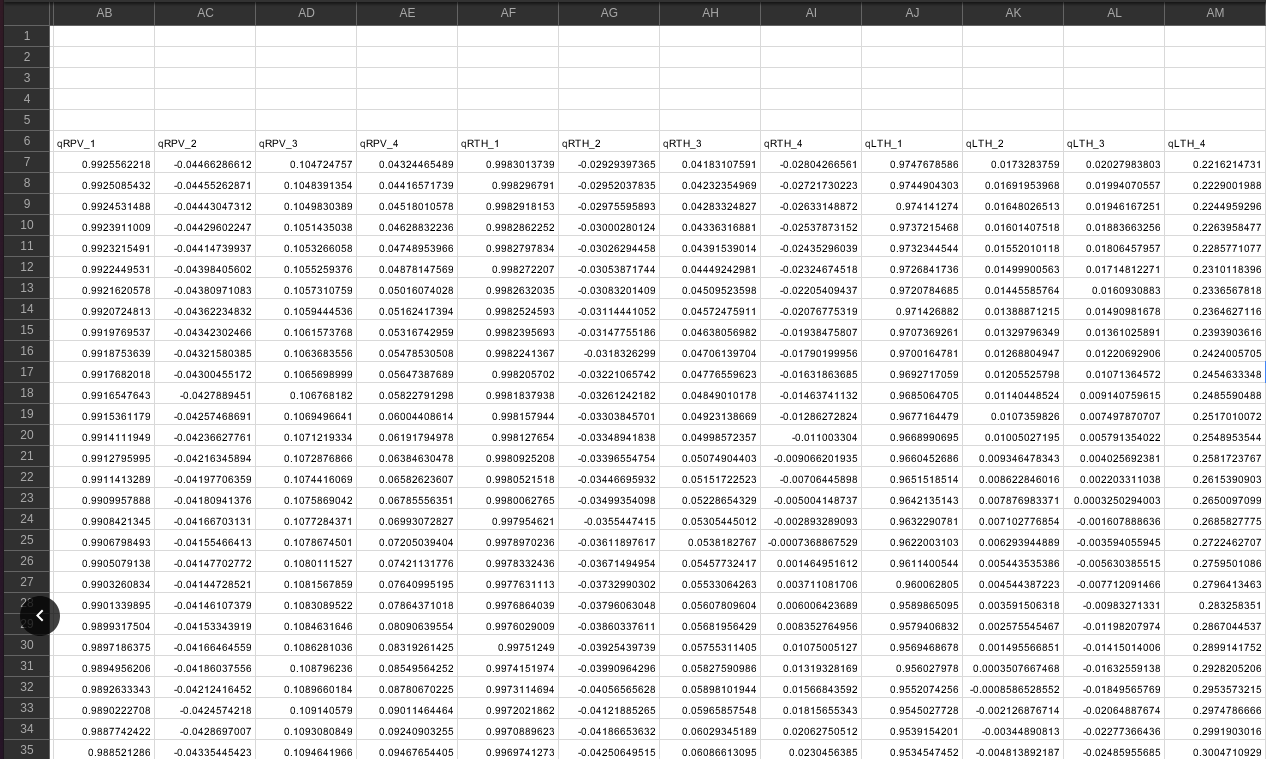 AB AC AD AE AF AG AH AI AJ AK AL AM
1
2
3
4
5
6 qRPV_1 qRPV_2 qRPV_3 qRPV_4 qRTH_1 qRTH_2 qRTH_3 qRTH_4 qLTH_1 qLTH_2 qLTH_3 qLTH_4
7 0.9925562218 -0.04466286612 0.104724757 0.04324465489 0.9983013739 -0.02929397365 0.04183107591 -0.02804266561 0.9747678586 0.0173283759 0.02027983803 0.2216214731
8 0.9925085432 -0.04455262871 0.1048391354 0.04416571739 0.998296791 -0.02952037835 0.04232354969 -0.02721730223 0.9744904303 0.01691953968 0.01994070557 0.2229001988
9 0.9924531488 -0.04443047312 0.1049830389 0.04518010578 0.9982918153 -0.02975595893 0.04283324827 -0.02633148872 0.974141274 0.01648026513 0.01946167251 0.2244959296
10 0.9923911009 -0.04429602247 0.1051435038 0.04628832236 0.9982862252 -0.03000280124 0.04336316881 -0.02537873152 0.9737215468 0.01601407518 0.01883663256 0.2263958477
11 0.9923215491 -0.04414739937 0.1053266058 0.04748953966 0.9982797834 -0.03026294458 0.04391539014 -0.02435296039 0.9732344544 0.01552010118 0.01806457957 0.2285771077
12 0.9922449531 -0.04398405602 0.1055259376 0.04878147569 0.998272207 -0.03053871744 0.04449242981 -0.02324674518 0.9726841736 0.01499900563 0.01714812271 0.2310118396
13 0.9921620578 -0.04380971083 0.1057310759 0.05016074028 0.9982632035 -0.03083201409 -0.02205409437 0.9720784685 0.01445585764 0.0160930883 0.2336567818
14 0.9920724813 -0.04362234832 0.1059444536 0.05162417394 0.9982524593 -0.03114441052 0.04572475911 -0.02076775319 0.971426882 0.01388871215 0.01490981678 0.2364627116
15 0.9919769537 -0.04342302466 0.1061573768 0.05316742959 0.9982395693 -0.03147755186 -0.01938475807 0.9707369261 0.01329796349 0.01361025891 0.2393903616
16 0.9918753639 -0.04321580385 0.1063683556 0.05478530508 0.9982241367 -0.0318326299 -0.01790199956 0.9700164781 0.01268804947 0.01220692906 0.2424005705
17 0.9917682018 -0.04300455172 0.1065698999 0.05647387689 0.998205702 -0.03221065742 0.04776559623 -0.01631863685 0.9692717059 0.01205525798 0.01071364572 0.2454633348
18 0.9916547643 -0.0427889451 0.106768182 0.05822791298 0.9981837938 -0.03261242182 0.04849010178 -0.01463741132 0.9685064705 0.01140448524 0.009140759615 0.2485590488
19 0.9915361179 -0.04257468691 0.1069496641 0.06004408614 0.998157944 -0.03303845701 0.04923138669 -0.01286272824 0.9677164479 0.0107359826 0.007497870707 0.2517010072
20 0.9914111949 -0.04236627761 0.1071219334 0.06191794978 0.998127654 -0.03348941838 0.04998572357 -0.011003304 0.9668990695 0.01005027195 0.005791354022 0.2548953544
21 0.9912795995 -0.04216345894 0.1072876866 0.06384630478 0.9980925208 -0.03396554754 0.05074904403 -0.009066201935 0.9660452686 0.009346478343 0.004025692381 0.2581723767
22 0.9911413289 -0.04197706359 0.1074416069 0.06582623607 0.9980521518 -0.03446695932 0.05151722523 -0.00706445898 0.9651518514 0.008622846016 0.002203311038 0.2615390903
23 0.9909957888 -0.04180941376 0.1075869042 0.06785556351 0.9980062765 -0.03499354098 -0.005004148737 0.9642135143 0.007876983371 0.0003250294003 0.2650097099
24 0.9908421345 -0.04166703131 0.1077284371 0.06993072827 0.997954621 -0.0355447415 0.05305445012 -0.002893289093 0.9632290781 0.007102776854 -0.001607888636 0.2685827775
25 0.9906798493 -0.04155466413 0.1078674501 0.07205039404 0.9978970236 -0.03611897617 0.0538182767 -0.0007368867529 0.9622003103 0.006293944889 -0.003594055945 0.2722462707
26 0.9905079138 -0.04147702772 0.1080111527 0.07421131776 0.9978332436 -0.03671494954 0.001464951612 0.9611400544 0.005443535386 -0.005630385515 0.2759501086
27 0.9903260834 -0.04144728521 0.1081567859 0.07640995193 0.9977631113 -0.03732990302 0.05533064263 0.003711081706 0.960062805 0.004544387223 -0.007712091466 0.2796413463
28 0.9901339895 -0.04146107379 0.1083089522 0.07864371018 0.9976864039 -0.03796063048 0.006006423689 0.9589865095 0.003591506318 -0.00983271331 0.283258351
29 0.9899317504 -0.04153343919 0.1084631646 0.08090639554 0.9976029009 -0.03860337611 0.05681956429 0.008352764956 0.9579406832 0.002575545467 -0.01198207974 0.2867044537
30 0.9897186375 -0.04166464559 0.1086281036 0.08319261425 0.99751249 -0.03925439739 0.05755311405 0.01075005127 0.9569468678 0.001495566851 -0.01415014006 0.2899141752
31 0.9894956206 -0.04186037556 0.108796236 0.08549564252 0.9974151974 -0.03990964296 0.05827590986 0.01319328169 0.956027978 0.0003507667468 -0.01632559138 0.2928205206
32 0.9892633343 -0.04212416452 0.1089660184 0.08780670225 0.9973114694 -0.04056565628 0.01566843592 0.9552074256 -0.0008586528552 -0.01849565769 0.2953573215
33 0.9890222708 -0.0424574218 0.109140579 0.09011464464 0.9972021862 -0.04121885265 0.05965857548 0.01815655343 0.9545027728 -0.002126876714 -0.02064887674 0.2974786666
34 0.9887742422 -0.0428697007 0.1093080849 0.09240903255 0.9970889623 -0.04186653632 0.06029345189 0.02062750512 0.9539154201 -0.00344890813 -0.02277366436 0.2991903016
35 0.988521286 -0.04335445423 0.1094641966 0.09467654405 0.9969741273 -0.04250649515 0.06086613095 0.0230456385 0.9534547452 -0.004813892187 -0.02485555685 0.3004710929